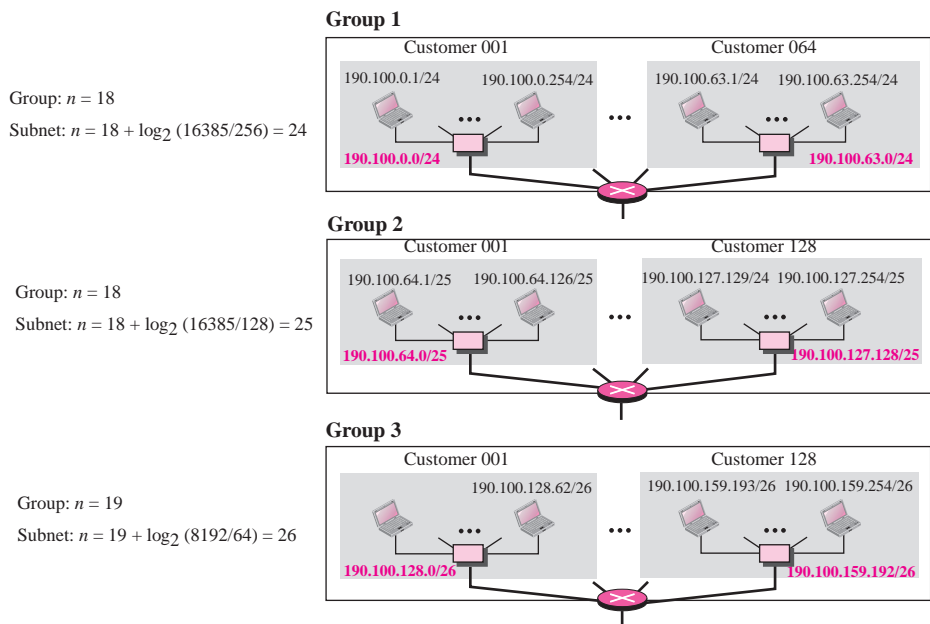 Group 1
Customer 001
Customer 064
190.100.0.1/24
190.100.0.254/24
190.100.63.1/24
190.100.63.254/24
Group: n = 18
Subnet: n = 18 + log2 (16385/256) = 24
190.100.0.0/24
190.100.63.0/24
Group 2
Customer 001
Customer 128
190.100.64.1/25
190.100.64.126/25
190.100.127.129/24
190.100.127.254/25
Group: n = 18
Subnet: n = 18 + log2 (16385/128) = 25
190.100.64.0/25
190.100.127.128/25
Group 3
Customer 001
Customer 128
190.100.128.62/26
190.100.159.193/26
190.100.159.254/26
Group: n = 19
Subnet: n = 19 + log2 (8192/64) = 26
190.100.128.0/26
190.100.159.192/26